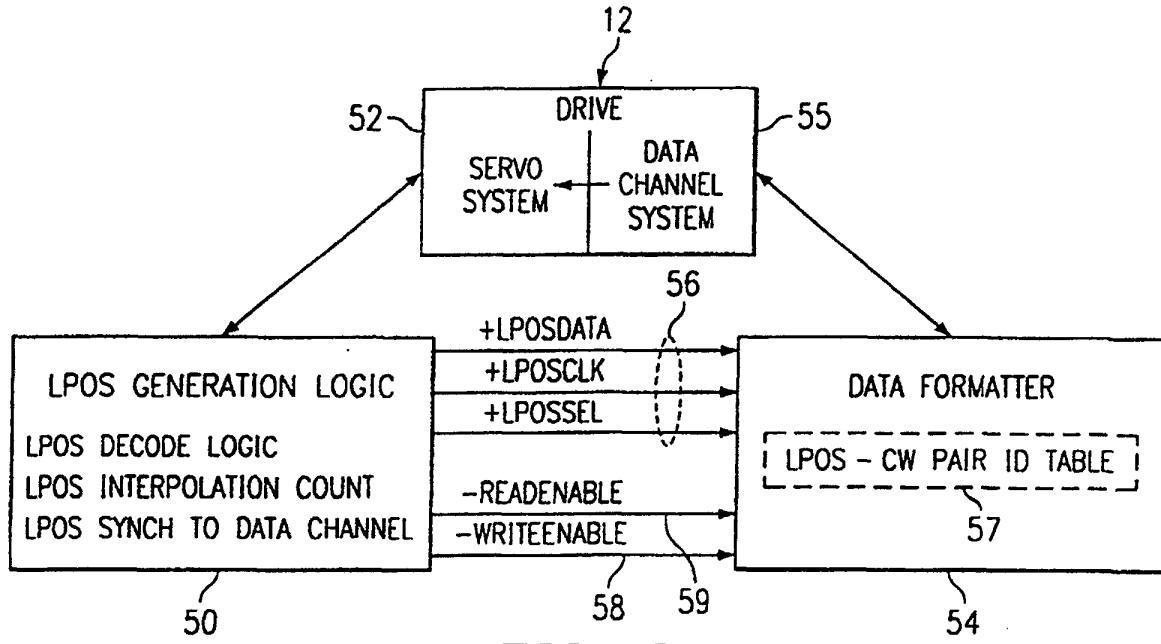 12
52
DRIVE
55
SERVO
SYSTEM
DATA
CHANNEL
SYSTEM
56
+LPOSDATA
+LPOSCLK
+LPOSSEL
-READENABLE
-WRITEENABLE
LPOS GENERATION LOGIC
LPOS DECODE LOGIC
LPOS INTERPOLATION COUNT
LPOS SYNCH TO DATA CHANNEL
DATA FORMATTER
LPOS - CW PAIR ID TABLE
57
50
58
59
54